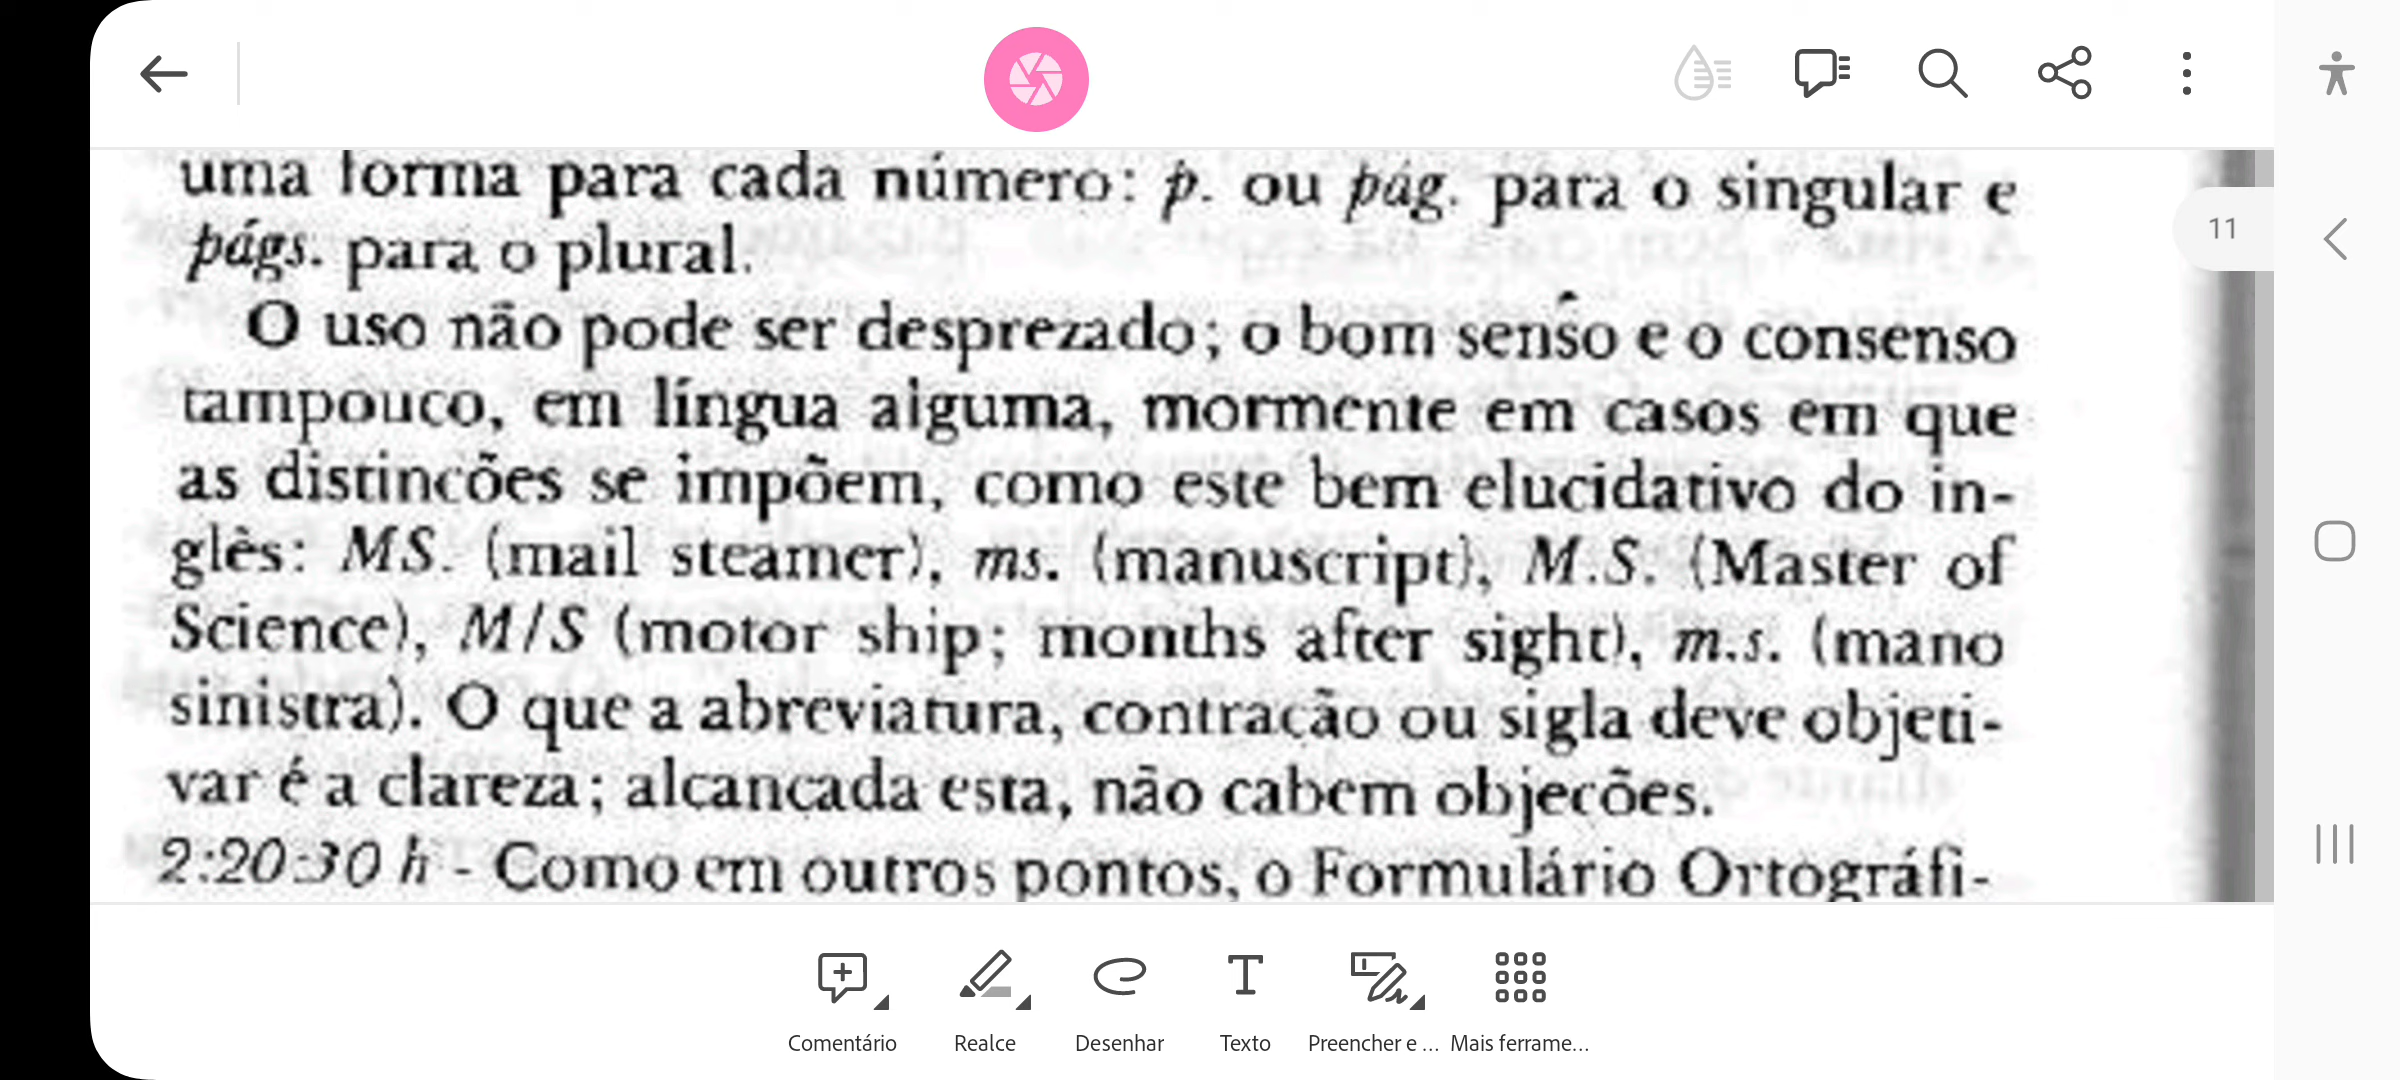 11
uma forma para cada número: p. ou pág. para o singular e
págs. para o plural.
O uso não pode ser desprezado; o bom senso e o consenso
tampouco, em língua alguma, mormente em casos em que
as distinções se impõem, como este bem elucidativo do in-
glês: MS. (mail steamer), ms. (manuscript), M.S. (Master of
Science), M/S (motor ship; months after sight), m.s. (mano
sinistra). O que a abreviatura, contração ou sigla deve objeti-
var é a clareza; alcançada esta, não cabem objeções.
2:20:30 h - Como em outros pontos, o Formulário Ortográfi-
Comentário
Realce
Desenhar
Texto
Preencher e ...
Mais ferrame...